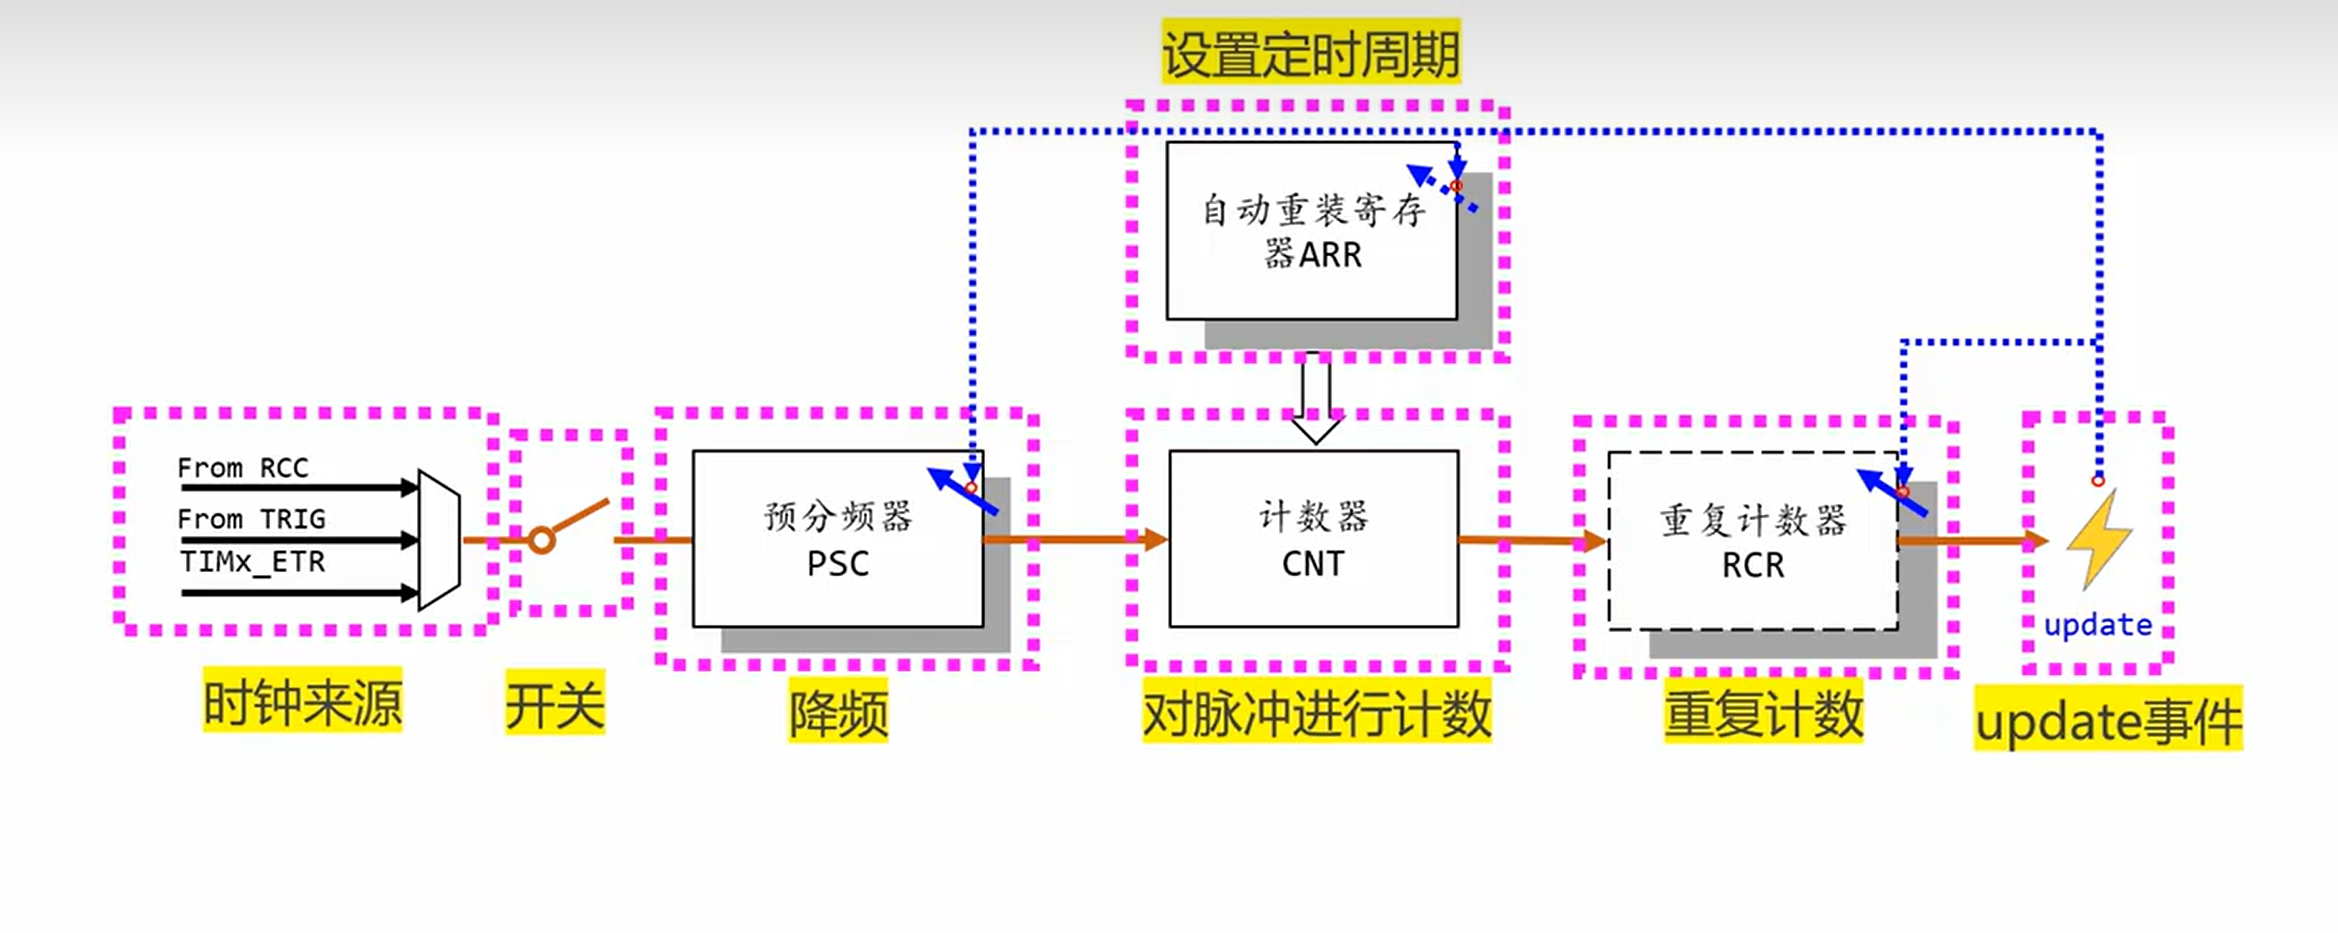 设置定时周期
自动重装寄存
器ARR
From RCC
From TRIG
TIMx_ETR
预分频器
PSC
计数器
CNT
重复计数器
RCR
update
时钟来源
开关
降频
对脉冲进行计数
重复计数
update事件